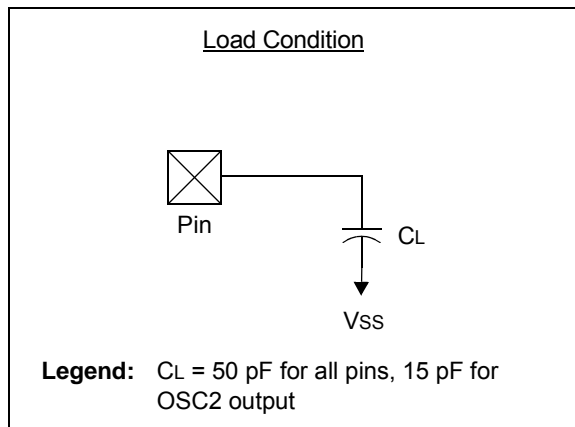 Load Condition
Pin
CL
VSS
Legend: CL = 50 pF for all pins, 15 pF for
OSC2 output